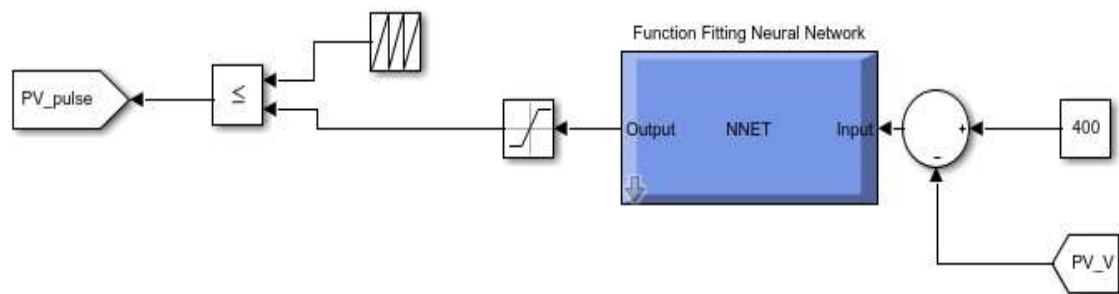 Function Fitting Neural Network
PV_pulse
≤
Output
NNET
Input
+
-
400
PV_V